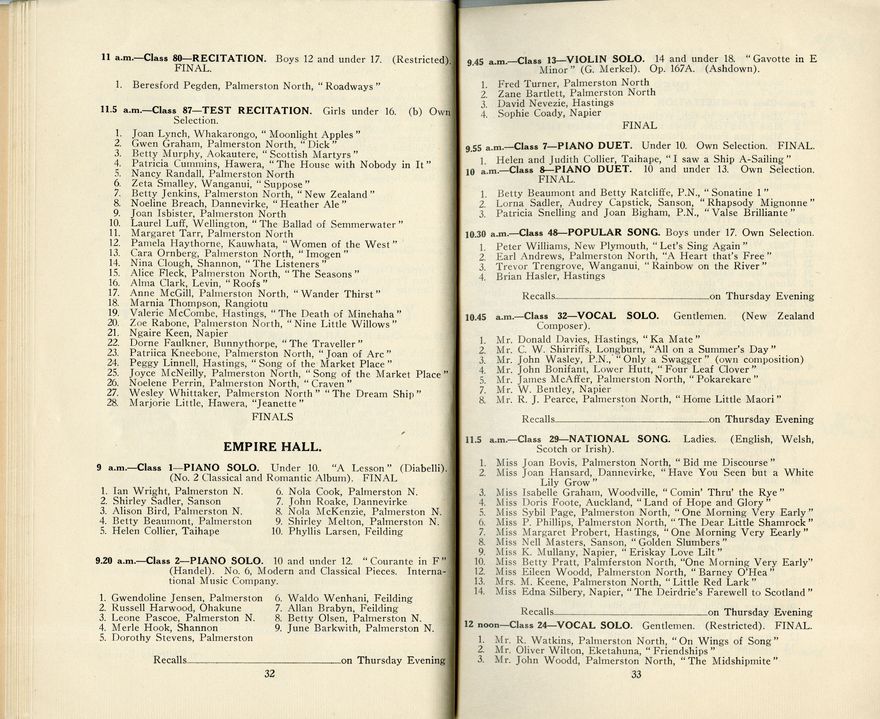 11 a.m.—Class 80—RECITATION. Boys 12 and under 17. (Restricted).
FINAL.
1. Beresford Pegden, Palmerston North, “Roadways”
11.5 a.m.—Class 87—TEST RECITATION. Girls under 16. (b) Own
Selection.
1. Joan Lynch, Whakarongo, “Moonlight Apples”
2. Gwen Graham, Palmerston North, “Dick”
3. Betty Murphy, Aokautere, “Scottish Martyrs”
4. Patricia Cummins, Hawera, “The House with Nobody in It”
5. Nancy Randall, Palmerston North
6. Zeta Smalley, Wanganui, “Suppose”
7. Betty Jenkins, Palmerston North, “New Zealand”
8. Noeline Breach, Dannevirke, “Heather Ale”
9. Joan Isbister, Palmerston North
10. Laurel Luff, Wellington, “The Ballad of Semmerwater”
11. Margaret Tarr, Palmerston North
12. Pamela Haythorne, Kauwhata, “Women of the West”
13. Cara Ornberg, Palmerston North, “Imogen”
14. Nina Clough, Shannon, “The Listeners”
15. Alice Fleck, Palmerston North, “The Seasons”
16. Alma Clark, Levin, “Roofs”
17. Anne McGill, Palmerston North, “Wander Thirst”
18. Marnia Thompson, Rangiotu
19. Valerie McCombe, Hastings, “The Death of Minehaha”
20. Zoe Rabone, Palmerston North, “Nine Little Willows”
21. Ngaire Keen, Napier
22. Dorne Faulkner, Bunnythorpe, “The Traveller”
23. Patriica Kneebone, Palmerston North, “Joan of Arc”
24. Peggy Linnell, Hastings, “Song of the Market Place”
25. Joyce McNeilly, Palmerston North, “Song of the Market Place”
26. Noelene Perrin, Palmerston North, “Craven”
27. Wesley Whittaker, Palmerston North” “The Dream Ship”
28. Marjorie Little, Hawera, “Jeanette”
FINALS
EMPIRE HALL.
9 a.m.—Class 1—PIANO SOLO. Under 10. “A Lesson” (Diabelli).
(No. 2 Classical and Romantic Album). FINAL
1. Ian Wright, Palmerston N. 6. Nola Cook, Palmerston N.
2. Shirley Sadler, Sanson 7. John Roake, Dannevirke
3. Alison Bird, Palmerston N. 8. Nola McKenzie, Palmerston N.
4. Betty Beaumont, Palmerston 9. Shirley Melton, Palmerston N.
5. Helen Collier, Taihape 10. Phyllis Larsen, Feilding
9.20 a.m.—Class 2—PIANO SOLO. 10 and under 12. “Courante in F”
(Handel). No. 6, Modern and Classical Pieces. Interna-
tional Music Company.
1. Gwendoline Jensen, Palmerston 6. Waldo Wenhani, Feilding
2. Russell Harwood, Ohakune 7. Allan Brabyn, Feilding
3. Leone Pascoe, Palmerston N. 8. Betty Olsen, Palmerston N.
4. Merle Hook, Shannon 9. June Barkwith, Palmerston N.
5. Dorothy Stevens, Palmerston
Recalls on Thursday Evening
32
9.45 a.m.—Class 13—VIOLIN SOLO. 14 and under 18. “Gavotte in E
Minor” (G. Merkel). Op. 167A. (Ashdown).
1. Fred Turner, Palmerston North
2. Zane Bartlett, Palmerston North
3. David Nevezie, Hastings
4. Sophie Coady, Napier
FINAL
9.55 a.m.—Class 7—PIANO DUET. Under 10. Own Selection. FINAL.
1. Helen and Judith Collier, Taihape, “I saw a Ship A-Sailing”
10 a.m.—Class 8—PIANO DUET. 10 and under 13. Own Selection.
FINAL.
1. Betty Beaumont and Betty Ratcliffe, P.N., “Sonatine 1”
2. Lorna Sadler, Audrey Capstick, Sanson, “Rhapsody Mignonne”
3. Patricia Snelling and Joan Bigham, P.N., “Valse Brilliante”
10.30 a.m.—Class 48—POPULAR SONG. Boys under 17. Own Selection.
1. Peter Williams, New Plymouth, “Let's Sing Again”
2. Earl Andrews, Palmerston North, “A Heart that's Free”
3. Trevor Trengrove, Wanganui, “Rainbow on the River”
4. Brian Hasler, Hastings
Recalls on Thursday Evening
10.45 a.m.—Class 32—VOCAL SOLO. Gentlemen. (New Zealand
Composer).
1. Mr. Donald Davies, Hastings, “Ka Mate”
2. Mr. C. W. Shirriffs, Longburn, “All on a Summer's Day”
3. Mr. John Wasley, P.N., “Only a Swagger” (own composition)
4. Mr. John Bonifant, Lower Hutt, “Four Leaf Clover”
5. Mr. James McAffer, Palmerston North, “Pokarekare”
7. Mr. W. Bentley, Napier
8. Mr. R. J. Pearce, Palmerston North, “Home Little Maori”
Recalls on Thursday Evening
11.5 a.m.—Class 29—NATIONAL SONG. Ladies. (English, Welsh,
Scotch or Irish).
1. Miss Joan Bovis, Palmerston North, “Bid me Discourse”
2. Miss Joan Hansard, Dannevirke, “Have You Seen but a White
Lily Grow”
3. Miss Isabelle Graham, Woodville, “Comin' Thru' the Rye”
4. Miss Doris Foote, Auckland, “Land of Hope and Glory”
5. Miss Sybil Page, Palmerston North, “One Morning Very Early”
6. Miss P. Phillips, Palmerston North, “The Dear Little Shamrock”
7. Miss Margaret Probert, Hastings, “One Morning Very Eearly”
8. Miss Nell Masters, Sanson, “Golden Slumbers”
9. Miss K. Mullany, Napier, “Eriskay Love Lilt”
10. Miss Betty Pratt, Palmferston North, “One Morning Very Early”
12. Miss Eileen Woodd, Palmerston North, “Barney O'Hea”
13. Mrs. M. Keene, Palmerston North, “Little Red Lark”
14. Miss Edna Silbery, Napier, “The Deirdrie's Farewell to Scotland”
Recalls on Thursday Evening
12 noon—Class 24—VOCAL SOLO. Gentlemen. (Restricted). FINAL.
1. Mr. R. Watkins, Palmerston North, “On Wings of Song”
2. Mr. Oliver Wilton, Eketahuna, “Friendships”
3. Mr. John Woodd, Palmerston North, “The Midshipmite”
33